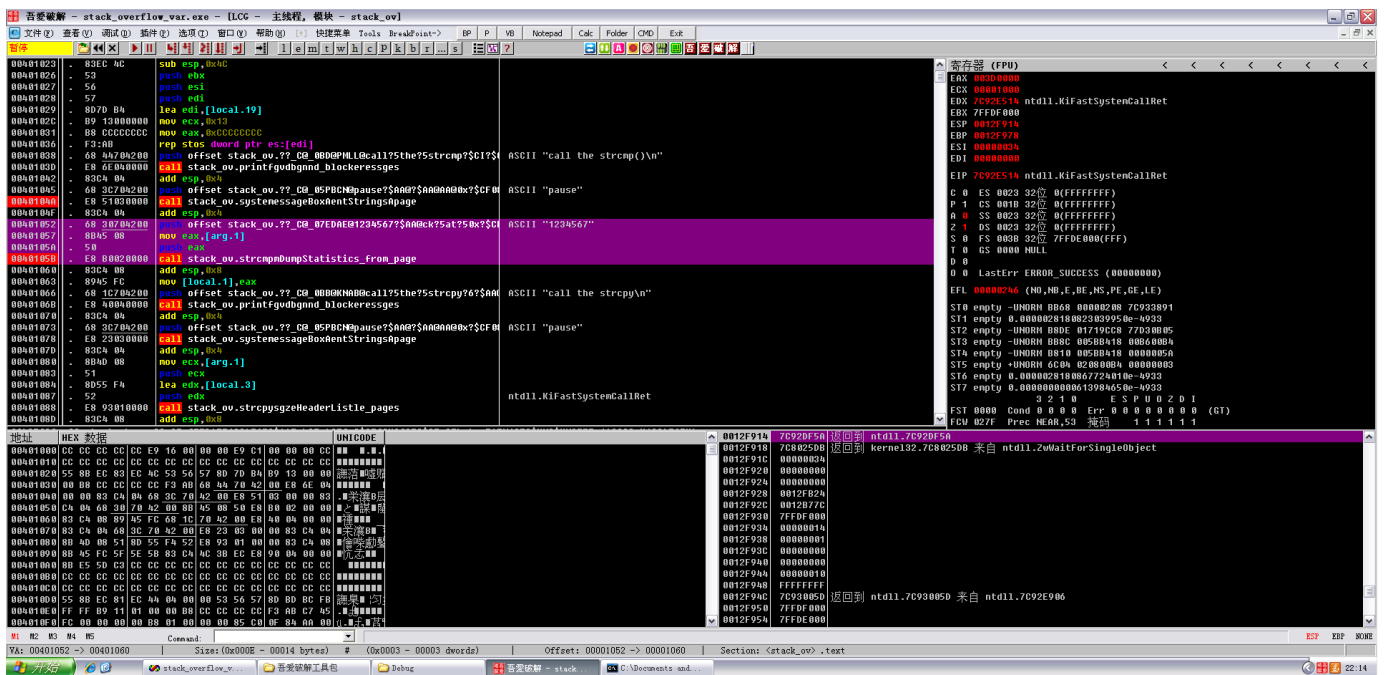 吾爱破解 - stack_overflow_var.exe - [LCG - 主线程, 模块 - stack_ov]
文件(F) 查看(V) 调试(D) 插件(P) 选项(T) 窗口(W) 帮助(H) [+] 快捷菜单 Tools BreakPoint-> BP P VB Notepad Calc Folder CMD Exit
暂停 l e m t w h c P k b r ... s ? 吾 爱 破 解
00401023 . 83EC 4C sub esp,0x4C
00401026 . 53 push ebx
00401027 . 56 push esi
00401028 . 57 push edi
00401029 . 8D7D B4 lea edi,[local.19]
0040102C . B9 13000000 mov ecx,0x13
00401031 . B8 CCCCCCCC mov eax,0xCCCCCCCC
00401036 . F3:AB rep stos dword ptr es:[edi]
00401038 . 68 44704200 push offset stack_ov.??_C@_0BD@PMLL@call?5the?5strcmp?$CI?$ ASCII "call the strcmp()\n"
0040103D . E8 6E040000 call stack_ov.printfgvdbgnnd_blockeressges
00401042 . 83C4 04 add esp,0x4
00401045 . 68 3C704200 push offset stack_ov.??_C@_05PBCN@pause?$AA@?$AA@AA@0x?$CF@ ASCII "pause"
0040104A . E8 51030000 call stack_ov.systemessageBoxAentStringsApage
0040104F . 83C4 04 add esp,0x4
00401052 . 68 30704200 push offset stack_ov.??_C@_07EDAE@1234567?$AA@ck?5at?50x?$C ASCII "1234567"
00401057 . 8B45 08 mov eax,[arg.1]
0040105A . 50 push eax
0040105B . E8 B0020000 call stack_ov.strcmpmDumpStatistics_from_page
00401060 . 83C4 08 add esp,0x8
00401063 . 8945 FC mov [local.1],eax
00401066 . 68 1C704200 push offset stack_ov.??_C@_0BB@KNAB@call?5the?5strcpy?6?$AA ASCII "call the strcpy\n"
0040106B . E8 40040000 call stack_ov.printfgvdbgnnd_blockeressges
00401070 . 83C4 04 add esp,0x4
00401073 . 68 3C704200 push offset stack_ov.??_C@_05PBCN@pause?$AA@?$AA@AA@0x?$CF@ ASCII "pause"
00401078 . E8 23030000 call stack_ov.systemessageBoxAentStringsApage
0040107D . 83C4 04 add esp,0x4
00401080 . 8B4D 08 mov ecx,[arg.1]
00401083 . 51 push ecx
00401084 . 8D55 F4 lea edx,[local.3]
00401087 . 52 push edx ntdll.KiFastSystemCallRet
00401088 . E8 93010000 call stack_ov.strcpysgzeHeaderListle_pages
0040108D . 83C4 08 add esp,0x8
寄存器 (FPU) < < < < < < < <
EAX 003D0000
ECX 00001000
EDX 7C92E514 ntdll.KiFastSystemCallRet
EBX 7FFDF000
ESP 0012F914
EBP 0012F978
ESI 00000034
EDI 00000000
EIP 7C92E514 ntdll.KiFastSystemCallRet
C 0 ES 0023 32位 0(FFFFFFFF)
P 1 CS 001B 32位 0(FFFFFFFF)
A 0 SS 0023 32位 0(FFFFFFFF)
Z 1 DS 0023 32位 0(FFFFFFFF)
S 0 FS 003B 32位 7FFDE000(FFF)
T 0 GS 0000 NULL
D 0
O 0 LastErr ERROR_SUCCESS (00000000)
EFL 00000246 (NO,NB,E,BE,NS,PE,GE,LE)
ST0 empty -UNORM BB68 00000208 7C933891
ST1 empty 0.0000028180823039950e-4933
ST2 empty -UNORM B8DE 01719CC8 77D30B05
ST3 empty -UNORM BB8C 005BB418 00B600B4
ST4 empty -UNORM B810 005BB418 0000005A
ST5 empty +UNORM 6C04 020800B4 00000003
ST6 empty 0.0000028180867724010e-4933
ST7 empty 0.0000000000613984650e-4933
3 2 1 0 E S P U O Z D I
FST 0000 Cond 0 0 0 0 Err 0 0 0 0 0 0 0 0 (GT)
FCW 027F Prec NEAR,53 掩码 1 1 1 1 1 1
地址 HEX 数据 UNICODE
00401000 CC CC CC CC CC E9 16 00 00 00 E9 C1 00 00 00 CC
00401010 CC CC CC CC CC CC CC CC CC CC CC CC CC CC CC CC
00401020 55 8B EC 83 EC 4C 53 56 57 8D 7D B4 B9 13 00 00
00401030 00 B8 CC CC CC CC F3 AB 68 44 70 42 00 E8 6E 04
00401040 00 00 83 C4 04 68 3C 70 42 00 E8 51 03 00 00 83
00401050 C4 04 68 30 70 42 00 8B 45 08 50 E8 B0 02 00 00
00401060 83 C4 08 89 45 FC 68 1C 70 42 00 E8 40 04 00 00
00401070 83 C4 04 68 3C 70 42 00 E8 23 03 00 00 83 C4 04
00401080 8B 4D 08 51 8D 55 F4 52 E8 93 01 00 00 83 C4 08
00401090 8B 45 FC 5F 5E 5B 83 C4 4C 3B EC E8 90 04 00 00
004010A0 8B E5 5D C3 CC CC CC CC CC CC CC CC CC CC CC CC
004010B0 CC CC CC CC CC CC CC CC CC CC CC CC CC CC CC CC
004010C0 CC CC CC CC CC CC CC CC CC CC CC CC CC CC CC CC
004010D0 55 8B EC 81 EC 44 04 00 00 53 56 57 8D BD BC FB
004010E0 FF FF B9 11 01 00 00 B8 CC CC CC CC F3 AB C7 45
004010F0 FC 00 00 00 00 B8 01 00 00 00 85 C0 0F 84 AA 00
0012F914 7C92DF5A 返回到 ntdll.7C92DF5A
0012F918 7C8025DB 返回到 kernel32.7C8025DB 来自 ntdll.ZwWaitForSingleObject
0012F91C 00000034
0012F920 00000000
0012F924 00000000
0012F928 0012FB24
0012F92C 0012B77C
0012F930 7FFDF000
0012F934 00000014
0012F938 00000001
0012F93C 00000000
0012F940 00000000
0012F944 00000010
0012F948 FFFFFFFF
0012F94C 7C93005D 返回到 ntdll.7C93005D 来自 ntdll.7C92E906
0012F950 7FFDF000
0012F954 7FFDE000
M1 M2 M3 M4 M5 Command: ESP EBP NONE
VA: 00401052 -> 00401060 | Size:(0x000E - 00014 bytes) # (0x0003 - 00003 dwords) | Offset: 00001052 -> 00001060 | Section: <stack_ov> .text
开始 stack_overflow_v... 吾爱破解工具包 Debug 吾爱破解 - stack... C:\Documents and... 22:14